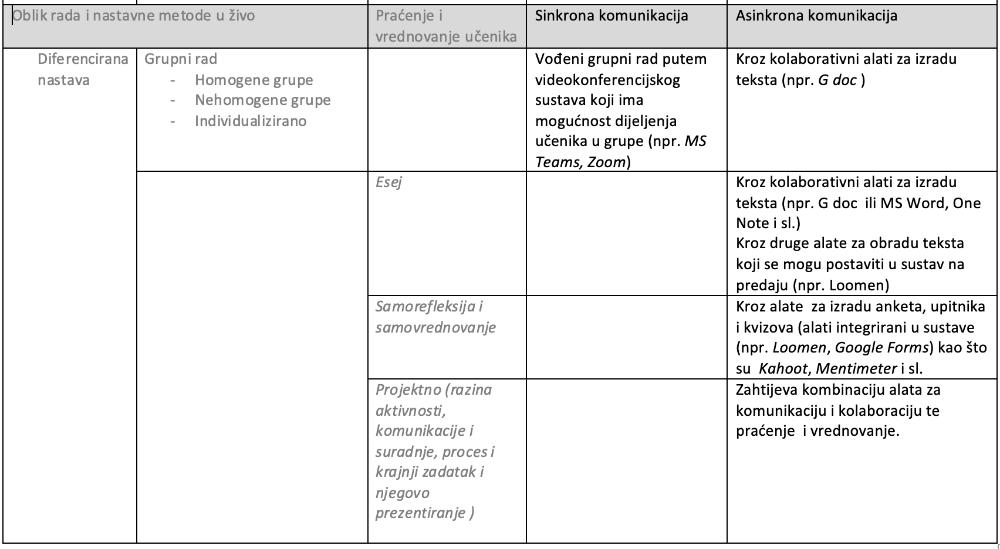 Oblik rada i nastavne metode u živo
Praćenje i
vrednovanje učenika
Sinkrona komunikacija
Asinkrona komunikacija
Diferencirana
nastava
Grupni rad
- Homogene grupe
- Nehomogene grupe
- Individualizirano
Vođeni grupni rad putem
videokonferencijskog
sustava koji ima
mogućnost dijeljenja
učenika u grupe (npr. MS
Teams, Zoom)
Kroz kolaborativni alati za izradu
teksta (npr. G doc )
Esej
Kroz kolaborativni alati za izradu
teksta (npr. G doc  ili MS Word, One
Note i sl.)
Kroz druge alate za obradu teksta
koji se mogu postaviti u sustav na
predaju (npr. Loomen)
Samorefleksija i
samovrednovanje
Kroz alate  za izradu anketa, upitnika
i kvizova (alati integrirani u sustave
(npr. Loomen, Google Forms) kao što
su  Kahoot, Mentimeter i sl.
Projektno (razina
aktivnosti,
komunikacije i
suradnje, proces i
krajnji zadatak i
njegovo
prezentiranje )
Zahtijeva kombinaciju alata za
komunikaciju i kolaboraciju te
praćenje  i vrednovanje.